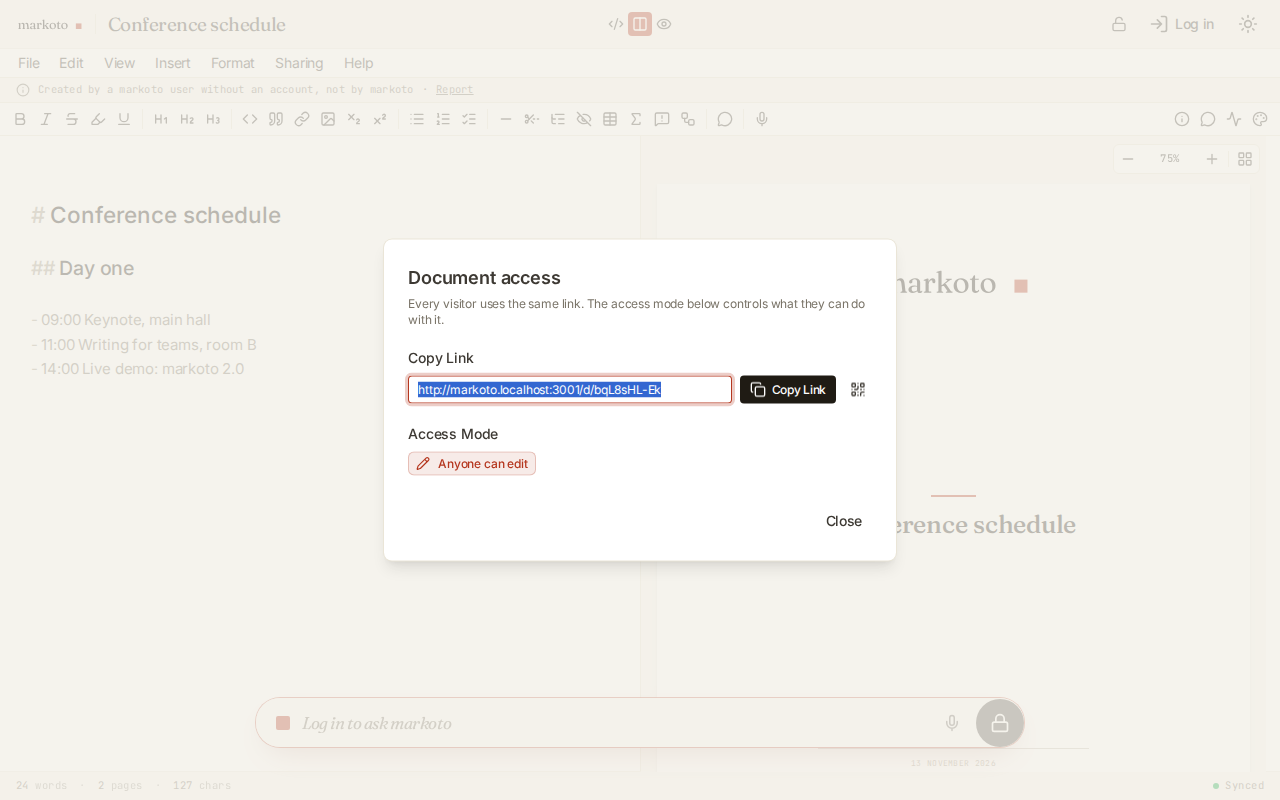 markoto Conference schedule Log in
File Edit View Insert Format Sharing Help
Created by a markoto user without an account, not by markoto · Report
B I S U H1 H2 H3 x2 x2
75%
# Conference schedule
## Day one
- 09:00 Keynote, main hall
- 11:00 Writing for teams, room B
- 14:00 Live demo: markoto 2.0
markoto
erence schedule
Document access
Every visitor uses the same link. The access mode below controls what they can do
with it.
Copy Link
http://markoto.localhost:3001/d/bqL8sHL-Ek
Copy Link
Access Mode
Anyone can edit
Close
Log in to ask markoto
13 NOVEMBER 2026
24 words · 2 pages · 127 chars Synced